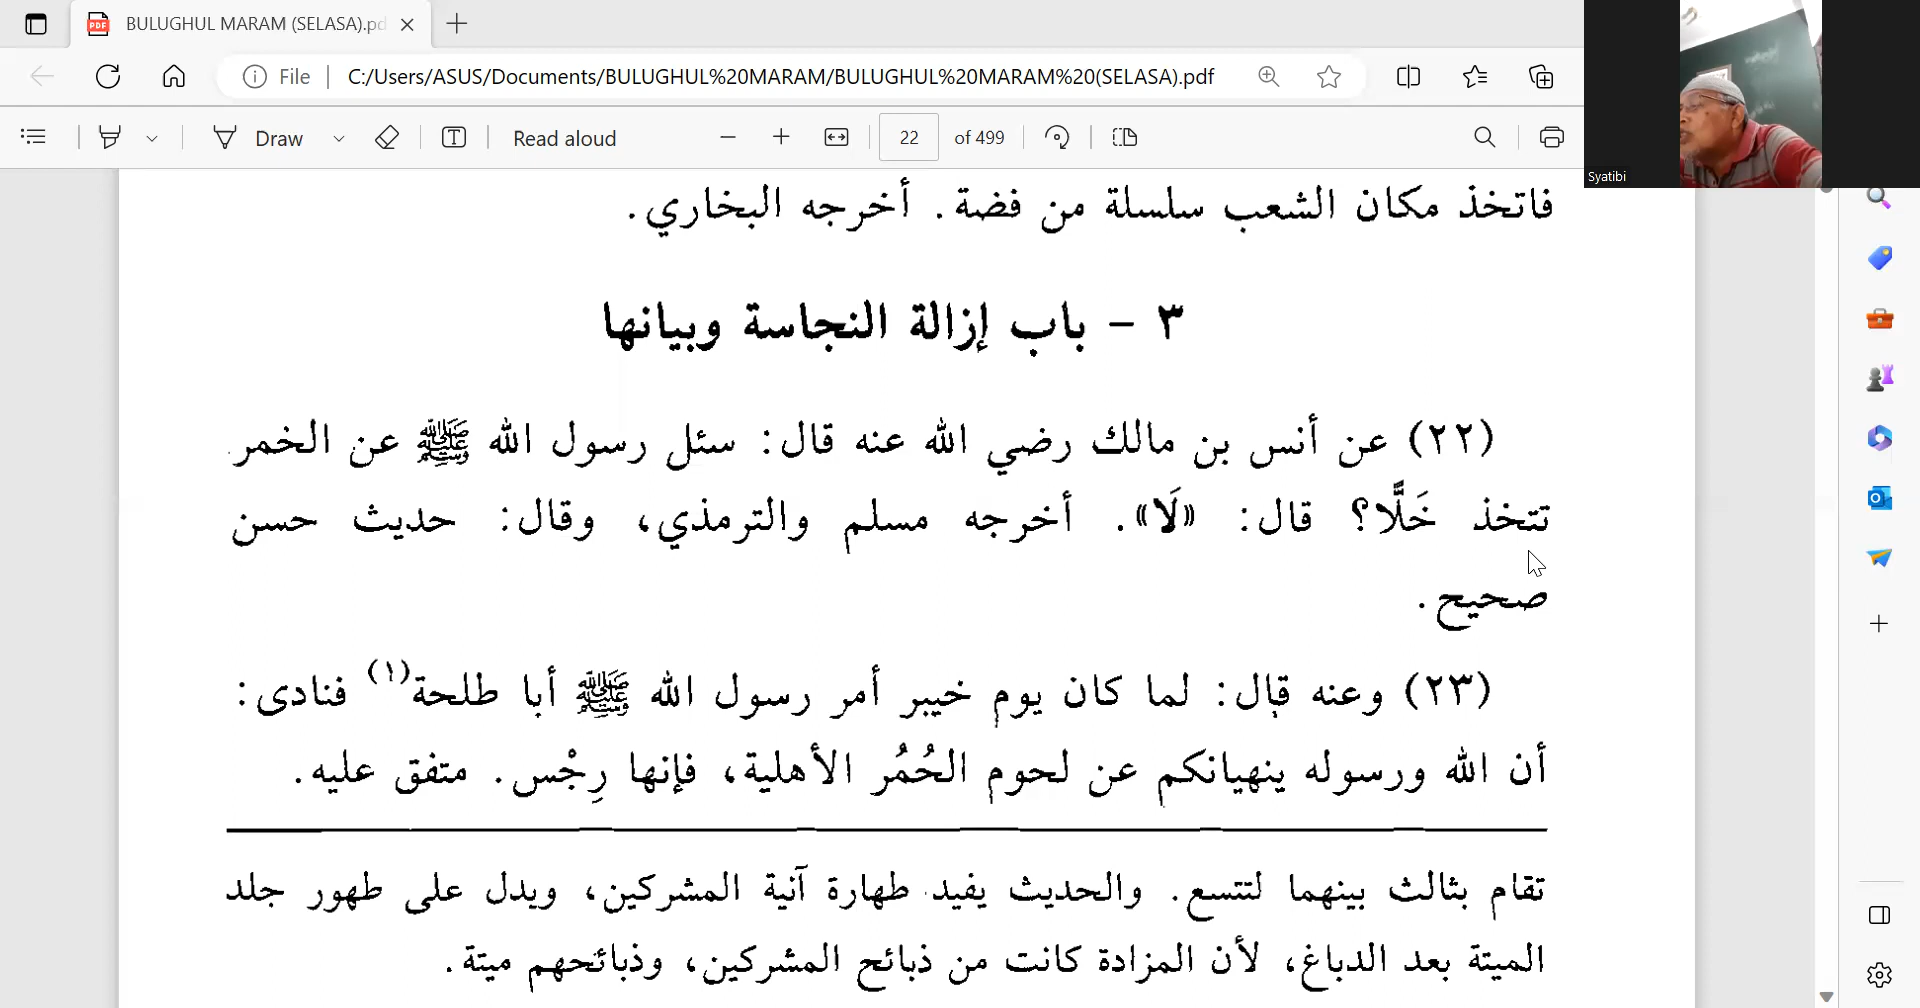 BULUGHUL MARAM (SELASA).pd
File
C:/Users/ASUS/Documents/BULUGHUL%20MARAM/BULUGHUL%20MARAM%20(SELASA).pdf
Draw
Read aloud
22 of 499
Syatibi
فاتخذ مكان الشعب سلسلة من فضة. أخرجه البخاري.
٣ - باب إزالة النجاسة وبيانها
(٢٢) عن أنس بن مالك رضي الله عنه قال: سئل رسول الله ﷺ عن الخمر
تتخذ خَلًّا؟ قال: «لَا». أخرجه مسلم والترمذي، وقال: حديث حسن
صحيح.
(٢٣) وعنه قال: لما كان يوم خيبر أمر رسول الله ﷺ أبا طلحة(١) فنادى:
أن الله ورسوله ينهيانكم عن لحوم الحُمُر الأهلية، فإنها رِجْس. متفق عليه.
تقام بثالث بينهما لتتسع. والحديث يفيد طهارة آنية المشركين، ويدل على طهور جلد
الميتة بعد الدباغ، لأن المزادة كانت من ذبائح المشركين، وذبائحهم ميتة.